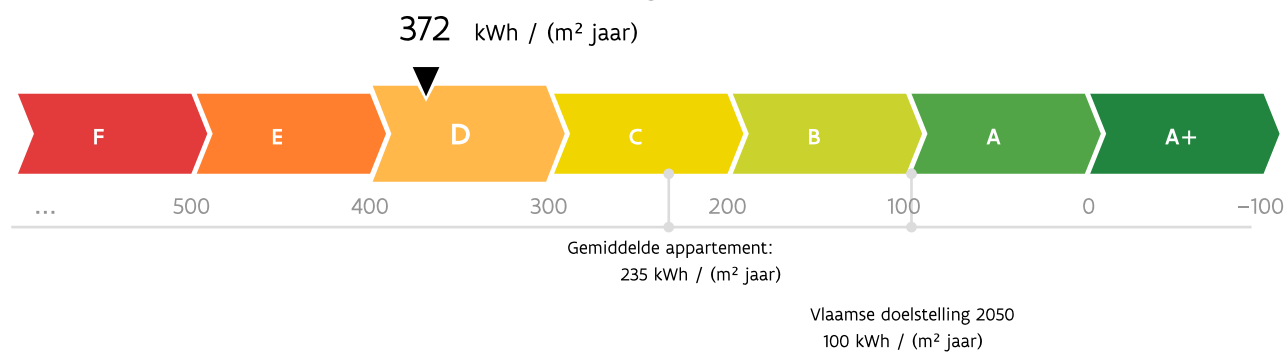 372 kWh / (m² jaar)
F E D C B A A+
... 500 400 300 200 100 0 −100
Gemiddelde appartement:
235 kWh / (m² jaar)
Vlaamse doelstelling 2050
100 kWh / (m² jaar)